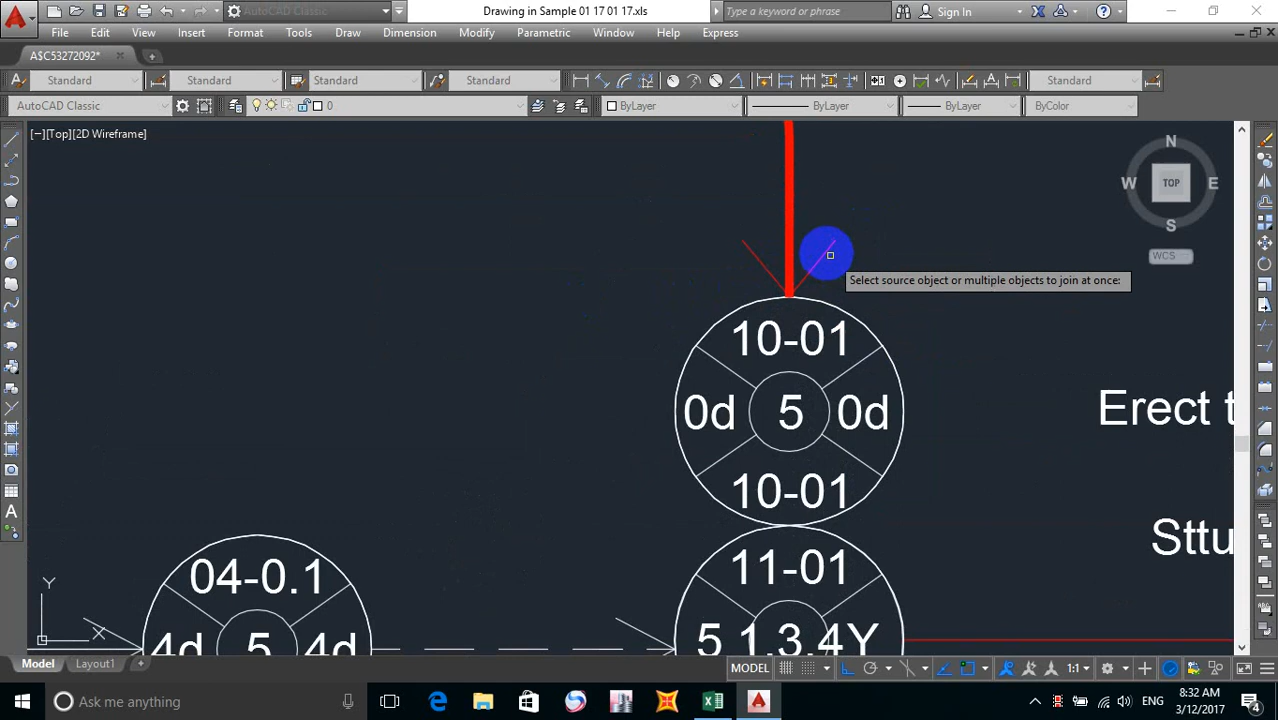 AutoCAD Classic
Drawing in Sample 01 17 01 17.xls
Type a keyword or phrase
Sign In
File Edit View Insert Format Tools Draw Dimension Modify Parametric Window Help Express
A$C53272092*
Standard Standard Standard Standard Standard
AutoCAD Classic 0 ByLayer ByLayer ByLayer ByColor
[−][Top][2D Wireframe]
N
W TOP E
S
WCS
Select source object or multiple objects to join at once:
10-01
0d 5 0d
10-01
Erect t
Sttu
11-01
5 1,3,4Y
04-0.1
4d 5 4d
Y
X
Model Layout1
MODEL 1:1
Ask me anything
ENG
8:32 AM
3/12/2017
4